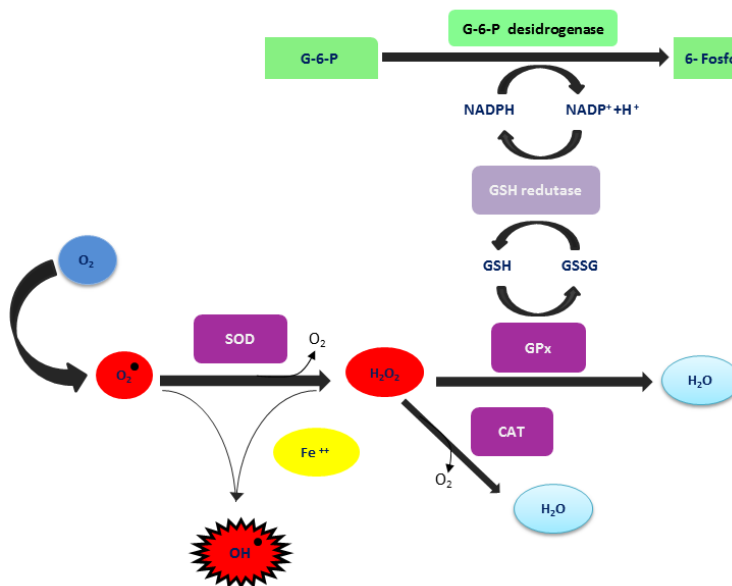 G-6-P desidrogenase
G-6-P
6- Fosfo
NADPH
NADP⁺+H⁺
GSH redutase
O₂
GSH
GSSG
SOD
O₂
GPx
O₂•
H₂O₂
H₂O
CAT
Fe ⁺⁺
O₂
H₂O
OH•